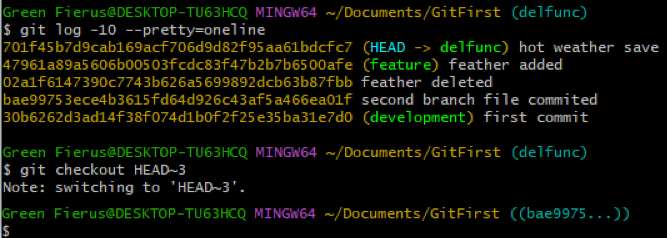 Green Fierus@DESKTOP-TU63HCQ MINGW64 ~/Documents/GitFirst (delfunc)
$ git log -10 --pretty=oneline
701f45b7d9cab169acf706d9d82f95aa61bdcfc7 (HEAD -> delfunc) hot weather save
47961a89a5606b00503fcdc83f47b2b7b6500afe (feature) feather added
02a1f6147390c7743b626a5699892dcb63b87fbb feather deleted
bae99753ece4b3615fd64d926c43af5a466ea01f second branch file commited
30b6262d3ad14f38f074d1b0f2f25e35ba31e7d0 (development) first commit
Green Fierus@DESKTOP-TU63HCQ MINGW64 ~/Documents/GitFirst (delfunc)
$ git checkout HEAD~3
Note: switching to 'HEAD~3'.
Green Fierus@DESKTOP-TU63HCQ MINGW64 ~/Documents/GitFirst ((bae9975...))
$